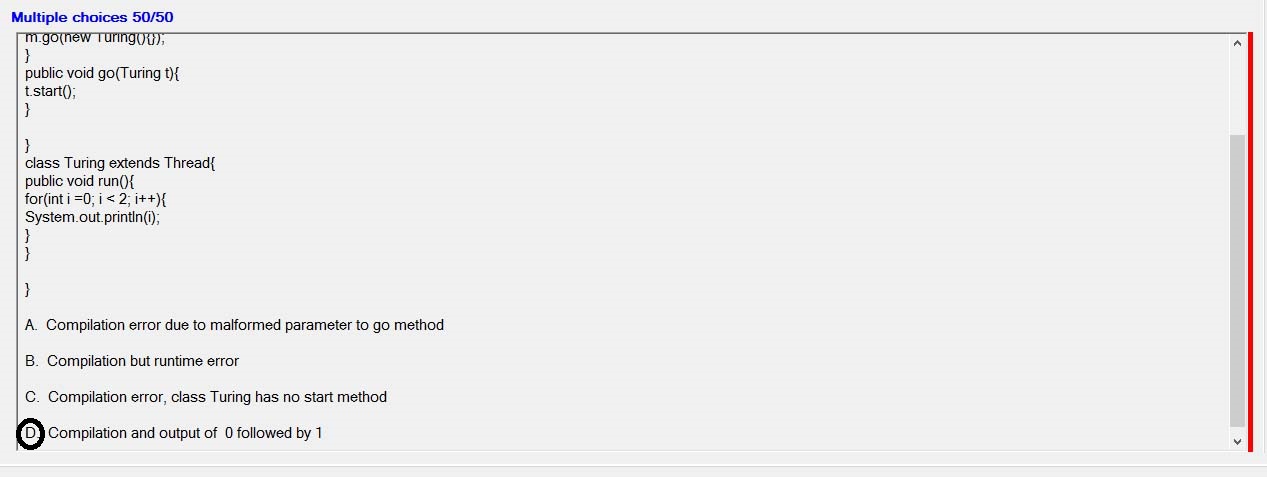 Multiple choices 50/50
m.go(new Turing(){});
}
public void go(Turing t){
t.start();
}
}
class Turing extends Thread{
public void run(){
for(int i =0; i < 2; i++){
System.out.println(i);
}
}
}
A. Compilation error due to malformed parameter to go method
B. Compilation but runtime error
C. Compilation error, class Turing has no start method
D. Compilation and output of 0 followed by 1